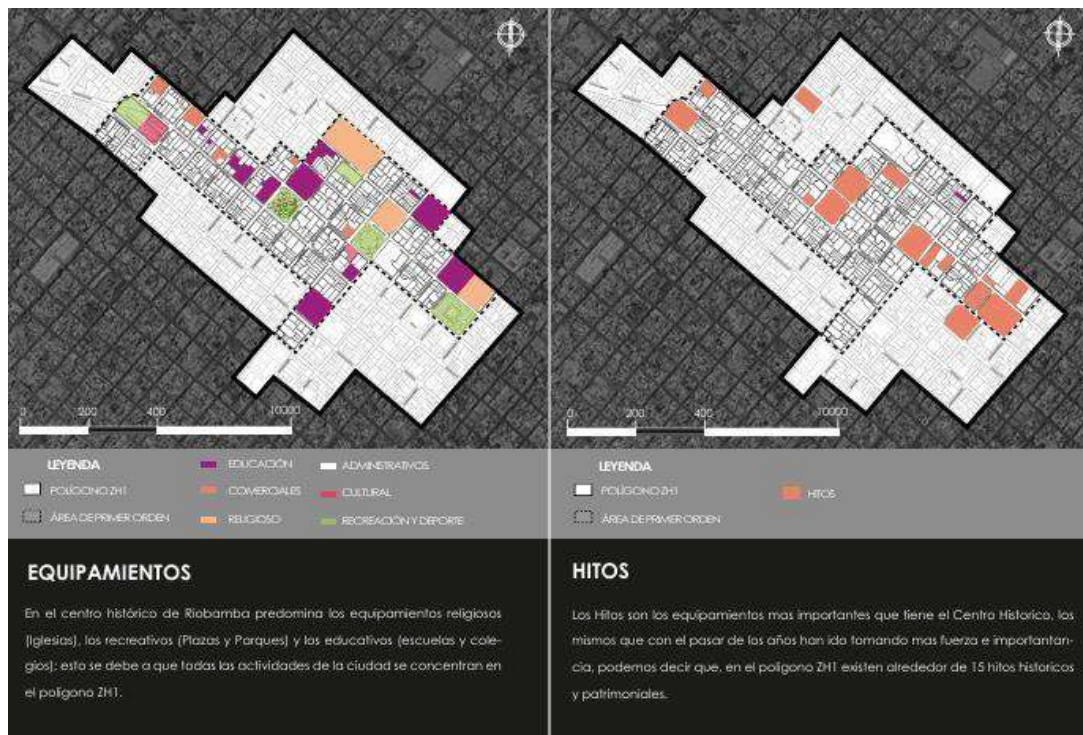 0 200 400 10000
LEYENDA
POLÍGINO ZH1
ÁREA DE PRIMER ORDEN
EDUCACIÓN
COMERCIALES
RELIGIOSO
ADMINISTRATIVOS
CULTURAL
RECREACIÓN Y DEPORTE
EQUIPAMIENTOS
En el centro histórico de Riobamba predomina los equipamientos religiosos
(Iglesias), los recreativos (Plazas y Parques) y los educativos (escuelas y cole-
gios); esto se debe a que todas las actividades de la ciudad se concentran en
el polígono ZH1.
0 200 400 10000
LEYENDA
POLÍGONO ZH1
ÁREA DE PRIMER ORDEN
HITOS
HITOS
Los Hitos son los equipamientos mas importantes que tiene el Centro Historico, los
mismos que con el pasar de los años han ido tomando mas fuerza e importantan-
cia, podemos decir que, en el polígono ZH1 existen alrededor de 15 hitos historicos
y patrimoniales.